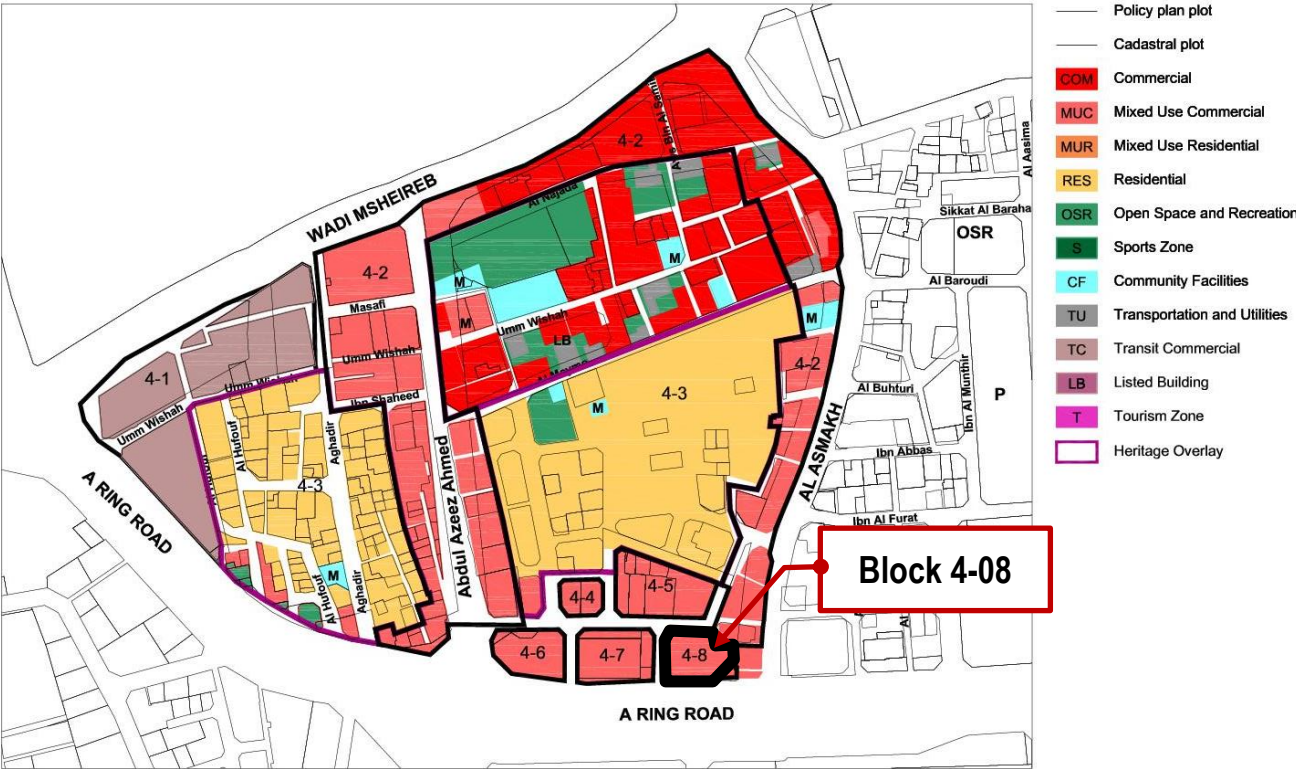 Policy plan plot
Cadastral plot
COM Commercial
MUC Mixed Use Commercial
MUR Mixed Use Residential
RES Residential
OSR Open Space and Recreation
S Sports Zone
CF Community Facilities
TU Transportation and Utilities
TC Transit Commercial
LB Listed Building
T Tourism Zone
Heritage Overlay
4-2
WADI MSHEIREB
Al Najada
Al Aasima
Sikkat Al Baraha
OSR
M
4-2
M
Al Baroudi
Masafi
M
Umm Wishah
M
LB
Umm Wishah
4-2
4-1
Umm Wishah
Ibn Shaheed
4-3
M
Al Buhturi
Ibn Al Munthir
P
Umm Wishah
Al Hufouf
Aghadir
4-3
Abdul Azeez Ahmed
AL ASMAKH
Ibn Abbas
A RING ROAD
Ibn Al Furat
Block 4-08
M
Al Hufouf
Aghadir
4-4
4-5
4-6
4-7
4-8
A RING ROAD